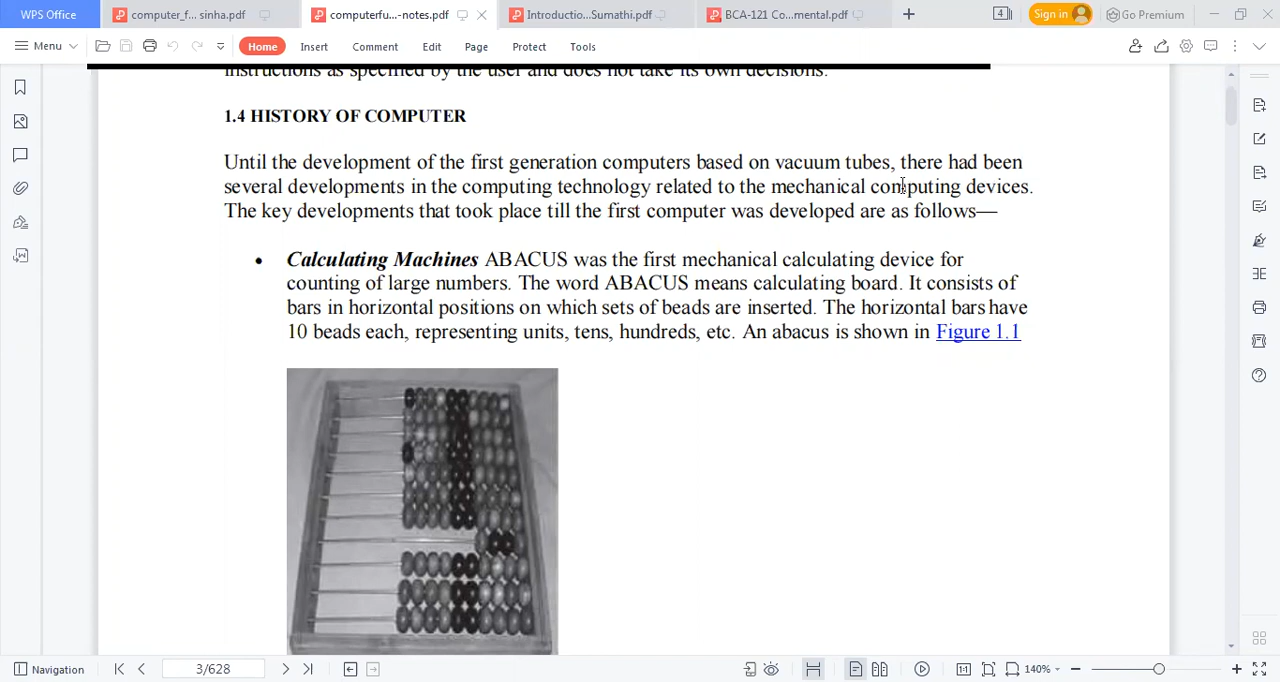 WPS Office
computer_f... sinha.pdf
computerfu...-notes.pdf
Introductio...Sumathi.pdf
BCA-121 Co...mental.pdf
4
Sign in
Go Premium
Menu
Home
Insert
Comment
Edit
Page
Protect
Tools
instructions as specified by the user and does not take its own decisions.
1.4 HISTORY OF COMPUTER
Until the development of the first generation computers based on vacuum tubes, there had been
several developments in the computing technology related to the mechanical computing devices.
The key developments that took place till the first computer was developed are as follows—
• Calculating Machines ABACUS was the first mechanical calculating device for
counting of large numbers. The word ABACUS means calculating board. It consists of
bars in horizontal positions on which sets of beads are inserted. The horizontal bars have
10 beads each, representing units, tens, hundreds, etc. An abacus is shown in Figure 1.1
Navigation
3/628
1:1
140%